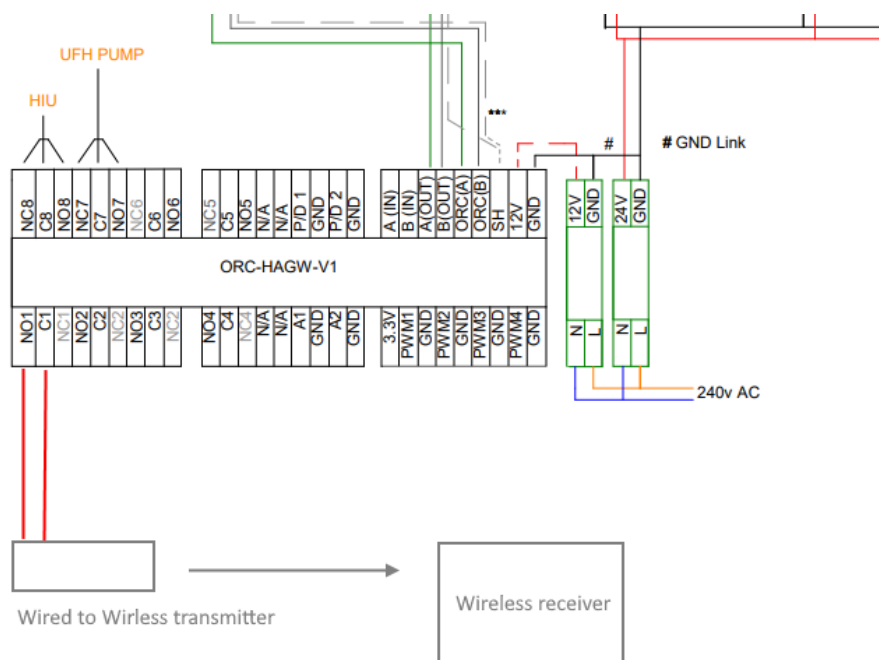 UFH PUMP
HIU
***
#
# GND Link
NC8 C8 NO8 NC7 C7 NO7 NC6 C6 NO6
NC5 C5 NO5 N/A N/A P/D 1 GND P/D 2 GND
A (IN) B (IN) A(OUT) B(OUT) ORC(A) ORC(B) SH 12V GND
12V GND
24V GND
ORC-HAGW-V1
NO1 C1 NC1 NO2 C2 NC2 NO3 C3 NC2
NO4 C4 NC4 N/A N/A A1 GND A2 GND
3.3V PWM1 GND PWM2 GND PWM3 GND PWM4 GND
N L
N L
240v AC
Wired to Wirless transmitter
Wireless receiver